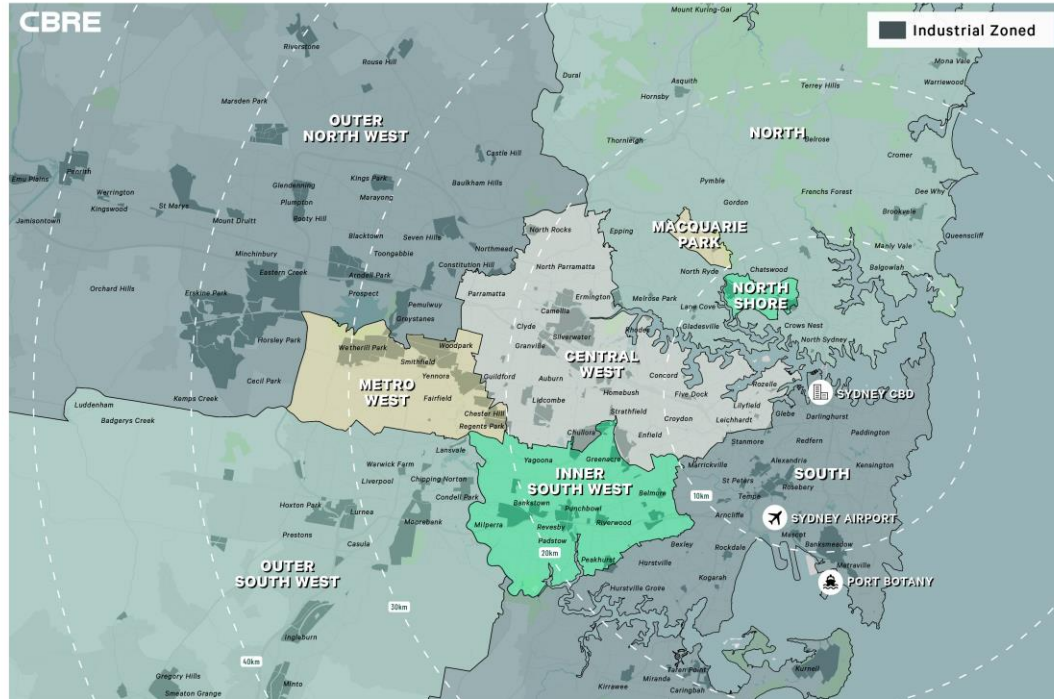 CBRE
Industrial Zoned
Mount Kuring-Gai
Riverstone
Rouse Hill
Dural
Asquith
Hornsby
Terrey Hills
Mona Vale
Warriewood
Marsden Park
OUTER
NORTH WEST
NORTH
Thornleigh
Belrose
Castle Hill
Cromer
Emu Plains
Penrith
Werrington
Kingswood
St Marys
Jamisontown
Glendenning
Plumpton
Kings Park
Marayong
Baulkham Hills
Pymble
Gordon
Frenchs Forest
Dee Why
Brookvale
Mount Druitt
Rooty Hill
Blacktown
Seven Hills
Toongabbie
Northmead
North Rocks
Epping
MACQUARIE
PARK
Queenscliff
Manly Vale
Balgowlah
Minchinbury
Eastern Creek
Arndell Park
Prospect
Constitution Hill
North Parramatta
North Ryde
Chatswood
Orchard Hills
Erskine Park
Pemulwuy
Greystanes
Parramatta
Ermington
Melrose Park
Lane Cove
NORTH
SHORE
Camellia
Clyde
Silverwater
Rhodes
Gladesville
Crows Nest
North Sydney
Horsley Park
Wetherill Park
Woodpark
Smithfield
Yennora
Granville
CENTRAL
WEST
Concord
Cecil Park
METRO
WEST
Fairfield
Guildford
Auburn
Homebush
Five Dock
Rozelle
SYDNEY CBD
Kemps Creek
Luddenham
Badgerys Creek
Chester Hill
Regents Park
Lidcombe
Strathfield
Croydon
Lilyfield
Leichhardt
Glebe
Darlinghurst
Chullora
Enfield
Stanmore
Redfern
Paddington
Lansvale
Yagoona
Greenacre
Marrickville
Alexandria
Kensington
Warwick Farm
Liverpool
Chipping Norton
Condell Park
INNER
SOUTH WEST
Belmore
10km
St Peters
Tempe
Rosebery
SOUTH
Hoxton Park
Lurnea
Moorebank
Bankstown
Punchbowl
Milperra
Revesby
Riverwood
Arncliffe
SYDNEY AIRPORT
Prestons
Casula
Padstow
20km
Peakhurst
Bexley
Rockdale
Mascot
Banksmeadow
Matraville
OUTER
SOUTH WEST
Hurstville
Kogarah
PORT BOTANY
Hurstville Grove
30km
Ingleburn
40km
Gregory Hills
Smeaton Grange
Minto
Taren Point
Kirrawee
Miranda
Caringbah
Kurnell